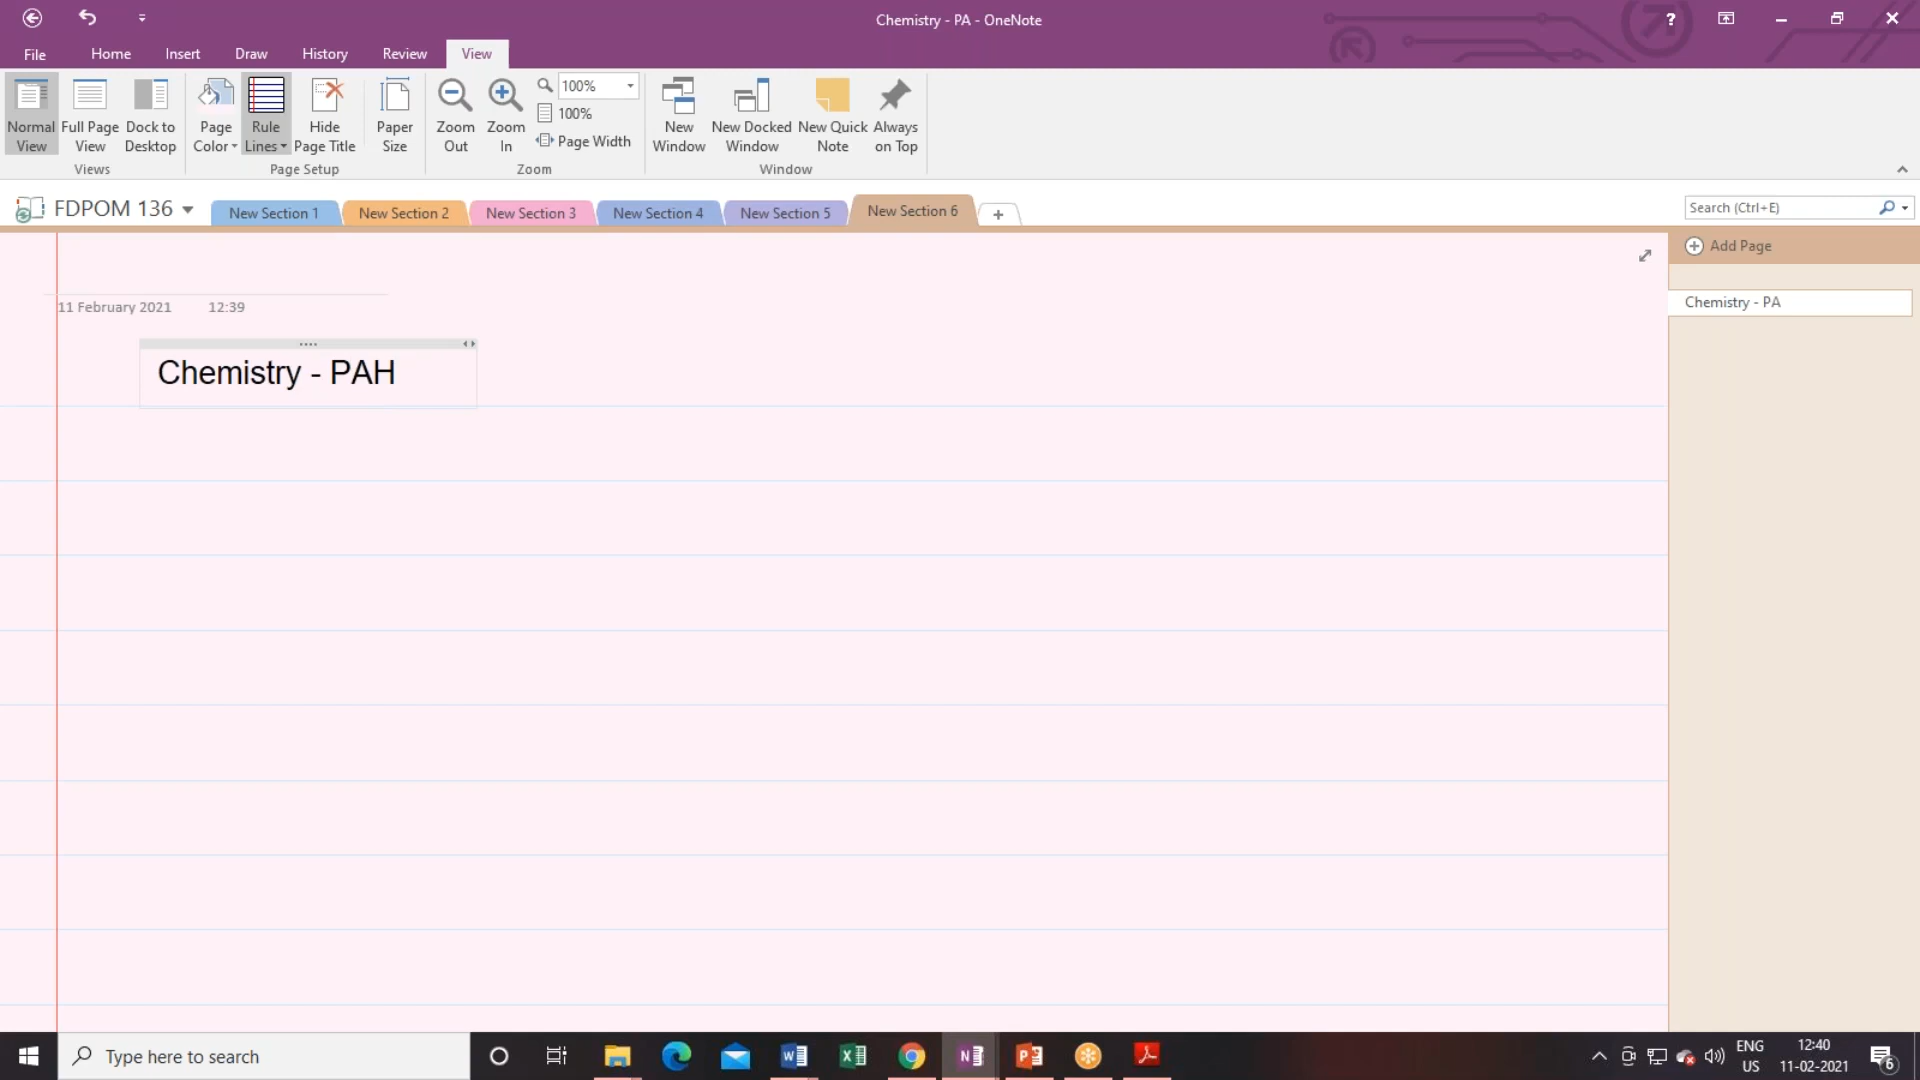 Chemistry - PA - OneNote
?
File Home Insert Draw History Review View
Normal View
Full Page View
Dock to Desktop
Views
Page Color
Rule Lines
Hide Page Title
Paper Size
Page Setup
Zoom Out
Zoom In
100%
100%
Page Width
Zoom
New Window
New Docked Window
New Quick Note
Always on Top
Window
FDPOM 136
New Section 1 New Section 2 New Section 3 New Section 4 New Section 5 New Section 6 +
Search (Ctrl+E)
Add Page
Chemistry - PA
11 February 2021 12:39
Chemistry - PAH
Type here to search
ENG
US
12:40
11-02-2021
6